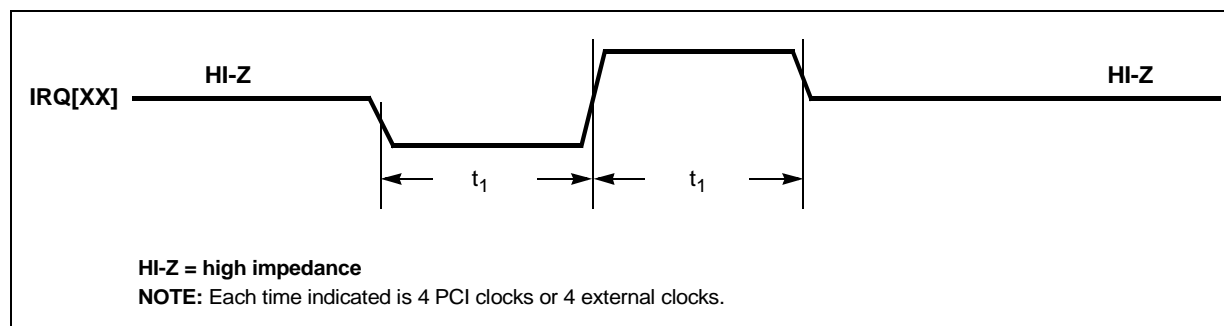 HI-Z
HI-Z
IRQ[XX]
t1
t1
HI-Z = high impedance
NOTE: Each time indicated is 4 PCI clocks or 4 external clocks.